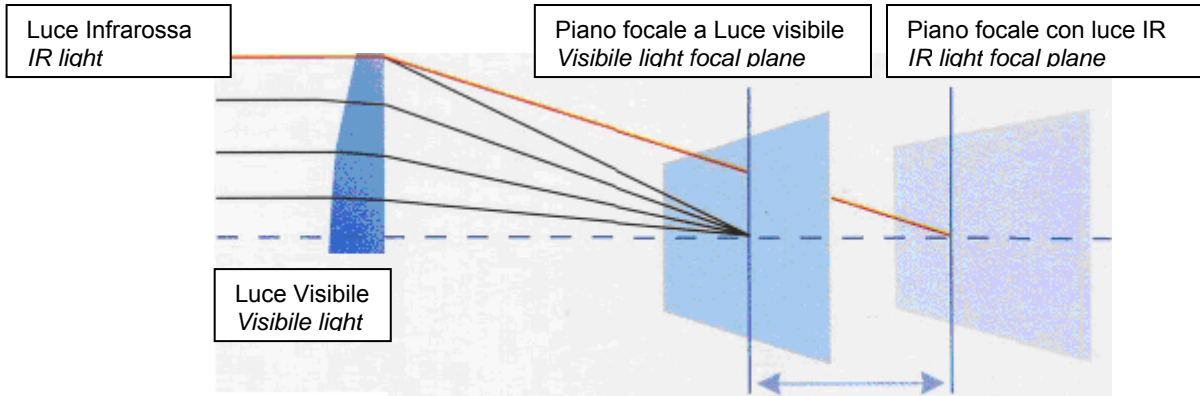 Luce Infrarossa
IR light
Piano focale a Luce visibile
Visibile light focal plane
Piano focale con luce IR
IR light focal plane
Luce Visibile
Visibile light